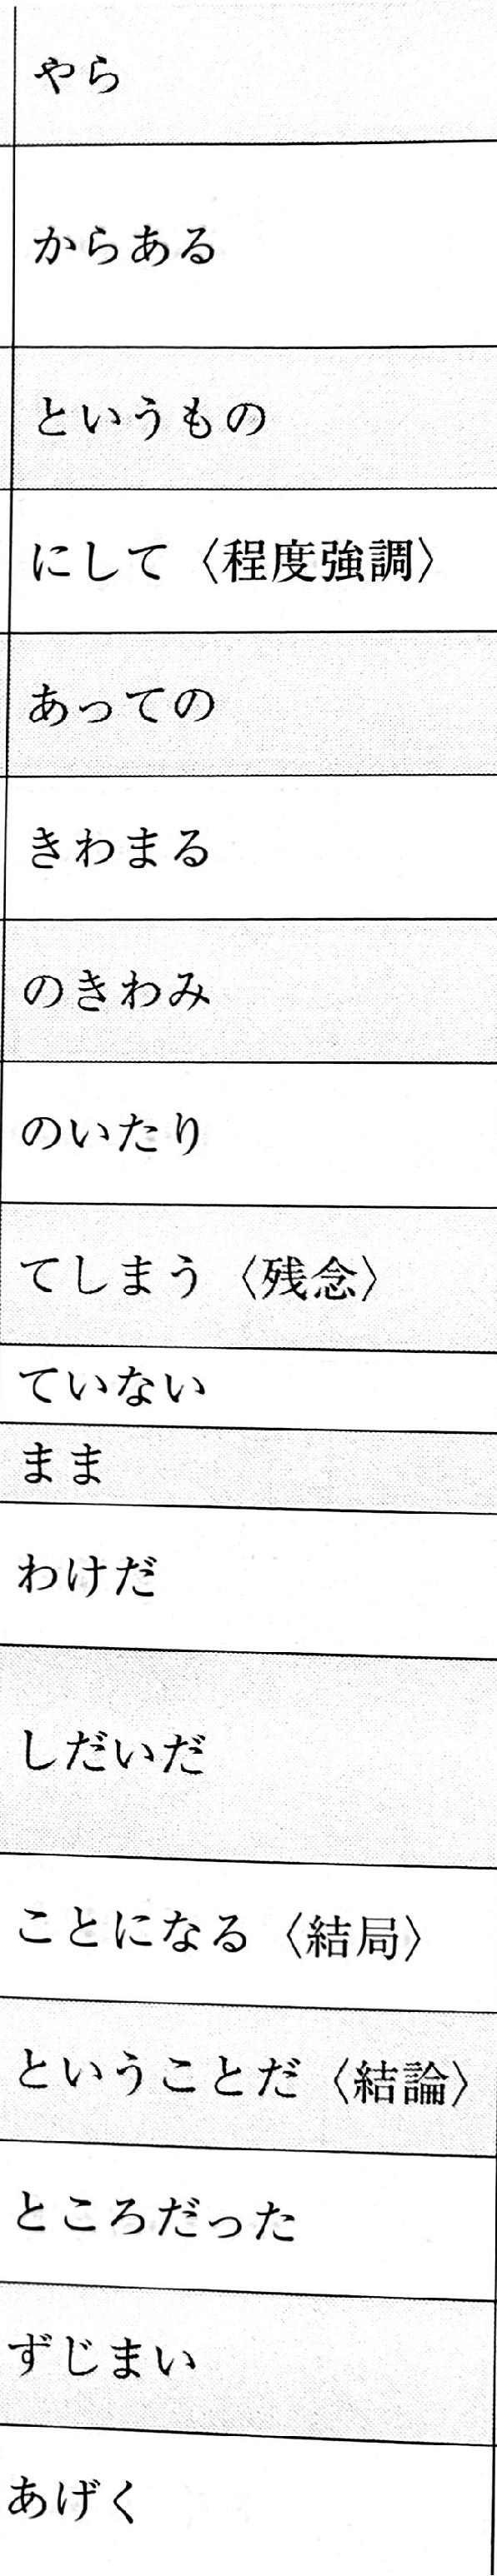 やら
からある
というもの
にして〈程度強調〉
あっての
きわまる
のきわみ
のいたり
てしまう〈残念〉
ていない
まま
わけだ
しだいだ
ことになる〈結局〉
ということだ〈結論〉
ところだった
ずじまい
あげく